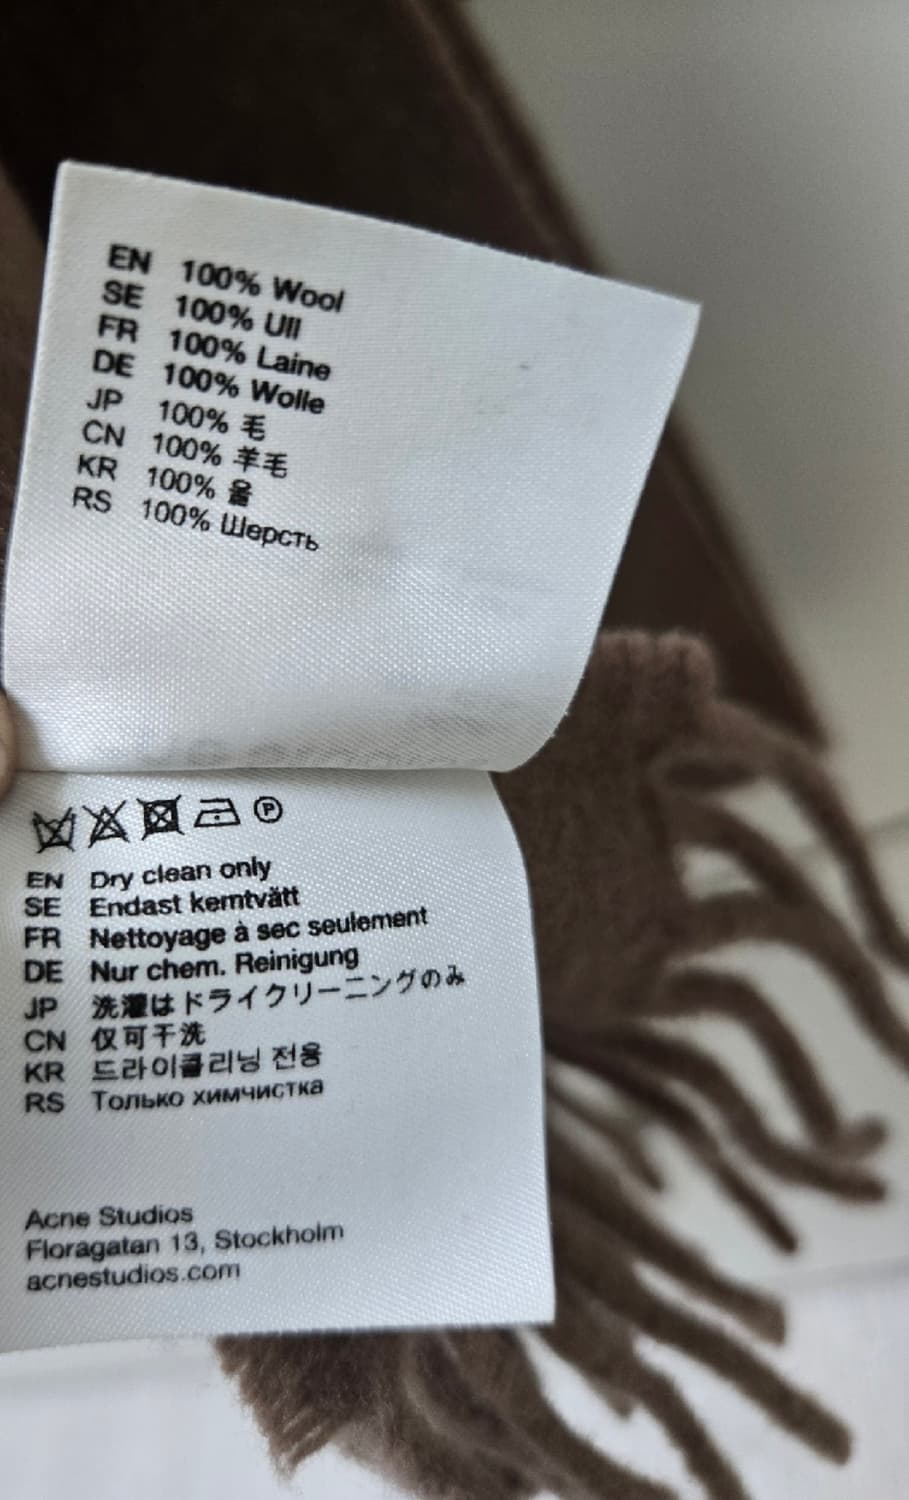 EN 100% Wool
SE 100% Ull
FR 100% Laine
DE 100% Wolle
JP 100% 毛
CN 100% 羊毛
KR 100% 울
RS 100% Шерсть
P
EN Dry clean only
SE Endast kemtvätt
FR Nettoyage à sec seulement
DE Nur chem. Reinigung
JP 洗濯はドライクリーニングのみ
CN 仅可干洗
KR 드라이클리닝 전용
RS Только химчистка
Acne Studios
Floragatan 13, Stockholm
acnestudios.com